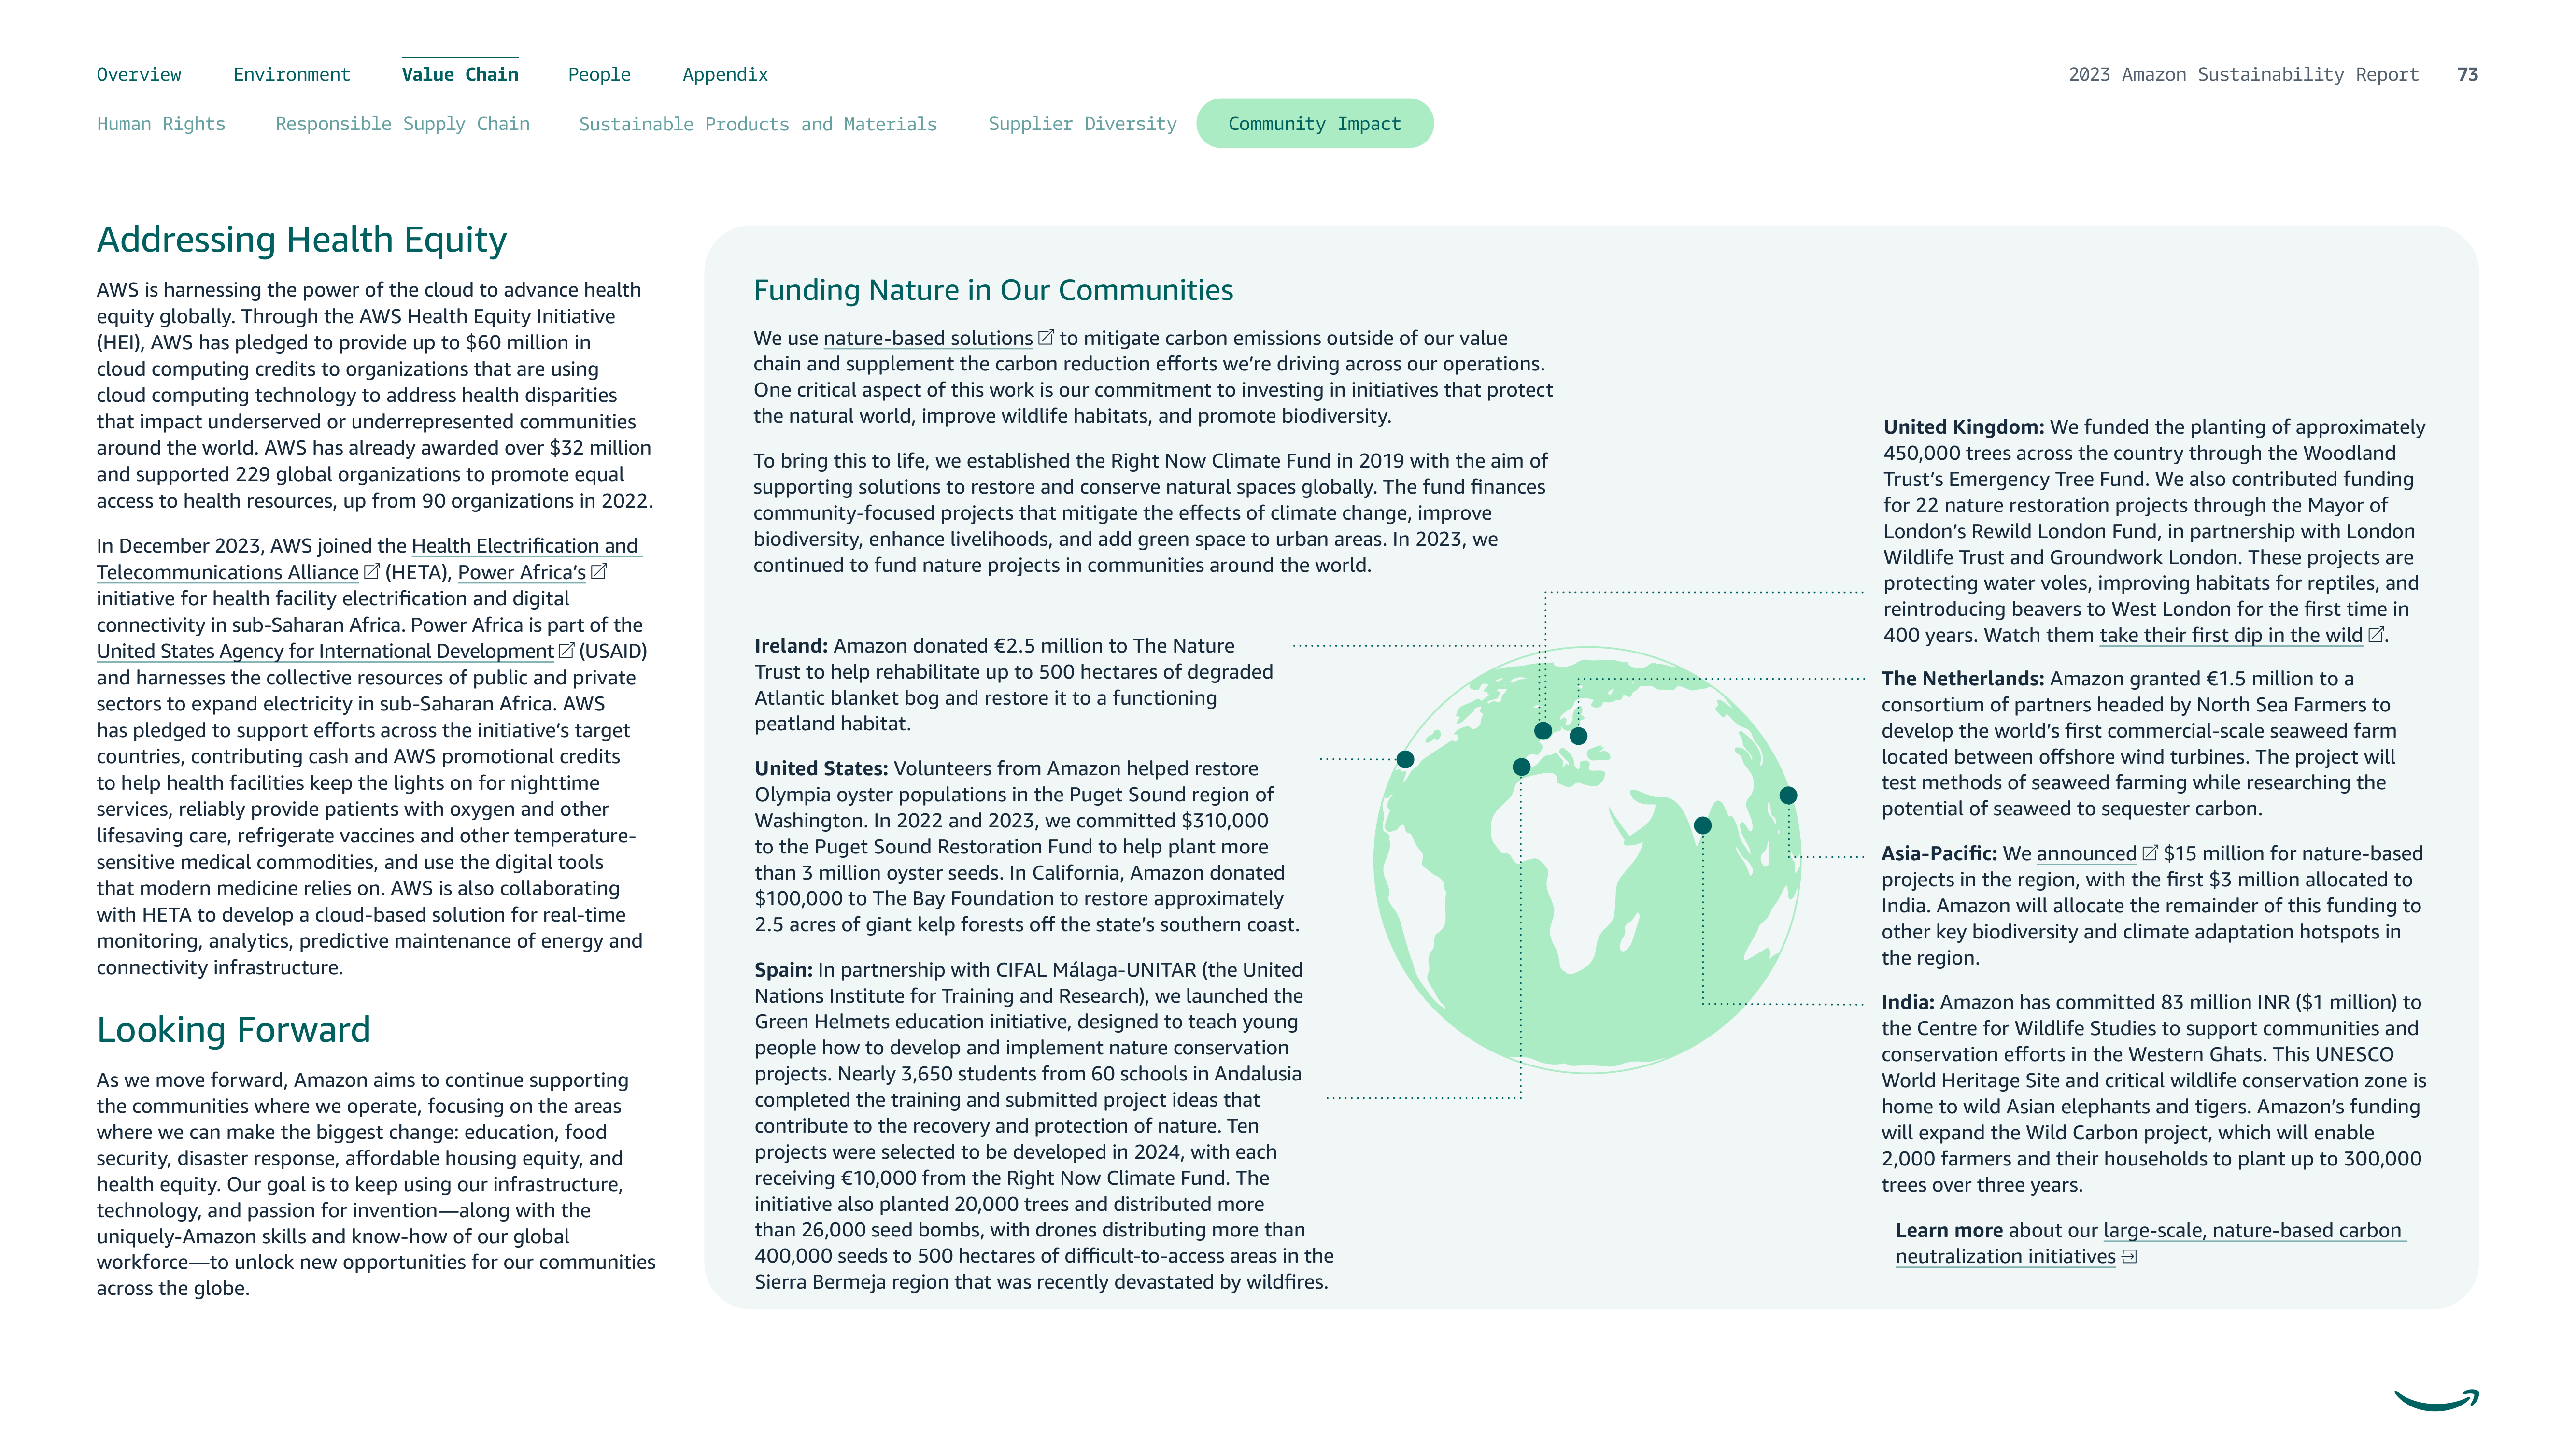 Overview Environment Value Chain People Appendix
2023 Amazon Sustainability Report 73
Human Rights Responsible Supply Chain Sustainable Products and Materials Supplier Diversity Community Impact
Addressing Health Equity
AWS is harnessing the power of the cloud to advance health
equity globally. Through the AWS Health Equity Initiative
(HEI), AWS has pledged to provide up to $60 million in
cloud computing credits to organizations that are using
cloud computing technology to address health disparities
that impact underserved or underrepresented communities
around the world. AWS has already awarded over $32 million
and supported 229 global organizations to promote equal
access to health resources, up from 90 organizations in 2022.
In December 2023, AWS joined the Health Electrification and
Telecommunications Alliance (HETA), Power Africa’s
initiative for health facility electrification and digital
connectivity in sub-Saharan Africa. Power Africa is part of the
United States Agency for International Development (USAID)
and harnesses the collective resources of public and private
sectors to expand electricity in sub-Saharan Africa. AWS
has pledged to support efforts across the initiative’s target
countries, contributing cash and AWS promotional credits
to help health facilities keep the lights on for nighttime
services, reliably provide patients with oxygen and other
lifesaving care, refrigerate vaccines and other temperature-
sensitive medical commodities, and use the digital tools
that modern medicine relies on. AWS is also collaborating
with HETA to develop a cloud-based solution for real-time
monitoring, analytics, predictive maintenance of energy and
connectivity infrastructure.
Looking Forward
As we move forward, Amazon aims to continue supporting
the communities where we operate, focusing on the areas
where we can make the biggest change: education, food
security, disaster response, affordable housing equity, and
health equity. Our goal is to keep using our infrastructure,
technology, and passion for invention—along with the
uniquely-Amazon skills and know-how of our global
workforce—to unlock new opportunities for our communities
across the globe.
Funding Nature in Our Communities
We use nature-based solutions to mitigate carbon emissions outside of our value
chain and supplement the carbon reduction efforts we’re driving across our operations.
One critical aspect of this work is our commitment to investing in initiatives that protect
the natural world, improve wildlife habitats, and promote biodiversity.
To bring this to life, we established the Right Now Climate Fund in 2019 with the aim of
supporting solutions to restore and conserve natural spaces globally. The fund finances
community-focused projects that mitigate the effects of climate change, improve
biodiversity, enhance livelihoods, and add green space to urban areas. In 2023, we
continued to fund nature projects in communities around the world.
Ireland: Amazon donated €2.5 million to The Nature
Trust to help rehabilitate up to 500 hectares of degraded
Atlantic blanket bog and restore it to a functioning
peatland habitat.
United States: Volunteers from Amazon helped restore
Olympia oyster populations in the Puget Sound region of
Washington. In 2022 and 2023, we committed $310,000
to the Puget Sound Restoration Fund to help plant more
than 3 million oyster seeds. In California, Amazon donated
$100,000 to The Bay Foundation to restore approximately
2.5 acres of giant kelp forests off the state’s southern coast.
Spain: In partnership with CIFAL Málaga-UNITAR (the United
Nations Institute for Training and Research), we launched the
Green Helmets education initiative, designed to teach young
people how to develop and implement nature conservation
projects. Nearly 3,650 students from 60 schools in Andalusia
completed the training and submitted project ideas that
contribute to the recovery and protection of nature. Ten
projects were selected to be developed in 2024, with each
receiving €10,000 from the Right Now Climate Fund. The
initiative also planted 20,000 trees and distributed more
than 26,000 seed bombs, with drones distributing more than
400,000 seeds to 500 hectares of difficult-to-access areas in the
Sierra Bermeja region that was recently devastated by wildfires.
United Kingdom: We funded the planting of approximately
450,000 trees across the country through the Woodland
Trust’s Emergency Tree Fund. We also contributed funding
for 22 nature restoration projects through the Mayor of
London’s Rewild London Fund, in partnership with London
Wildlife Trust and Groundwork London. These projects are
protecting water voles, improving habitats for reptiles, and
reintroducing beavers to West London for the first time in
400 years. Watch them take their first dip in the wild.
The Netherlands: Amazon granted €1.5 million to a
consortium of partners headed by North Sea Farmers to
develop the world’s first commercial-scale seaweed farm
located between offshore wind turbines. The project will
test methods of seaweed farming while researching the
potential of seaweed to sequester carbon.
Asia-Pacific: We announced $15 million for nature-based
projects in the region, with the first $3 million allocated to
India. Amazon will allocate the remainder of this funding to
other key biodiversity and climate adaptation hotspots in
the region.
India: Amazon has committed 83 million INR ($1 million) to
the Centre for Wildlife Studies to support communities and
conservation efforts in the Western Ghats. This UNESCO
World Heritage Site and critical wildlife conservation zone is
home to wild Asian elephants and tigers. Amazon’s funding
will expand the Wild Carbon project, which will enable
2,000 farmers and their households to plant up to 300,000
trees over three years.
Learn more about our large-scale, nature-based carbon
neutralization initiatives